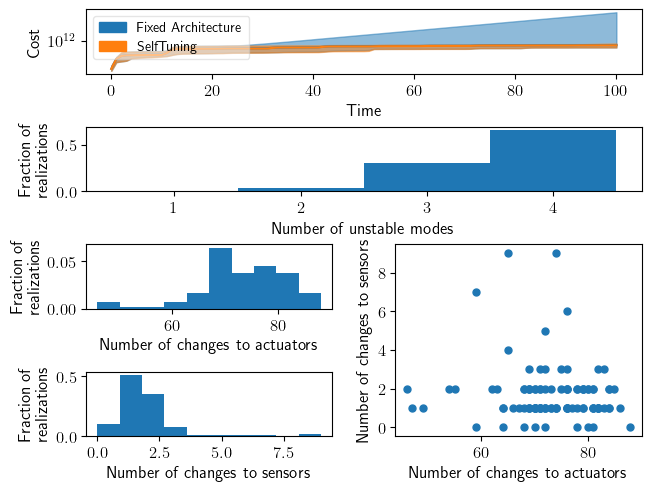 Cost
10^12
Fixed Architecture
SelfTuning
0 20 40 60 80 100
Time
Fraction of
realizations
0.5
0.0
1 2 3 4
Number of unstable modes
Fraction of
realizations
0.05
0.00
60 80
Number of changes to actuators
Fraction of
realizations
0.5
0.0
0.0 2.5 5.0 7.5
Number of changes to sensors
Number of changes to sensors
8
6
4
2
0
60 80
Number of changes to actuators